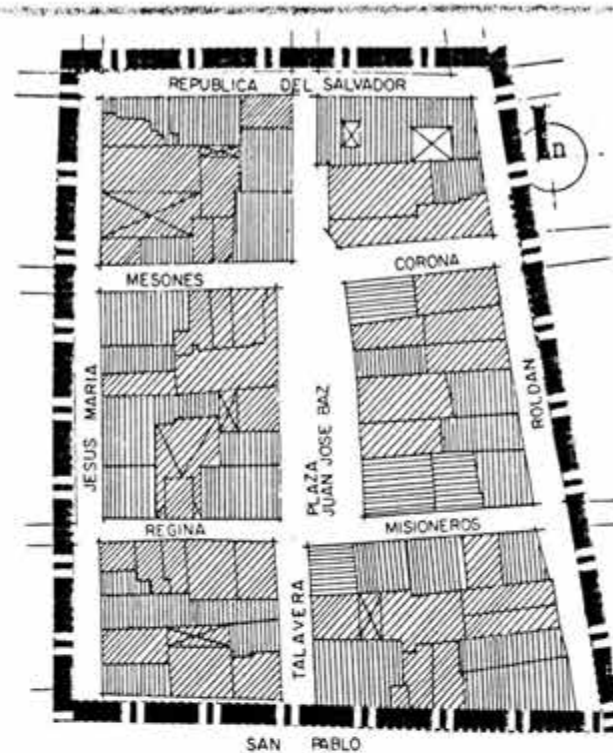 REPUBLICA DEL SALVADOR
n
MESONES
CORONA
JESUS MARIA
PLAZA
JUAN JOSE BAZ
ROLDAN
REGINA
MISIONEROS
TALAVERA
SAN PABLO